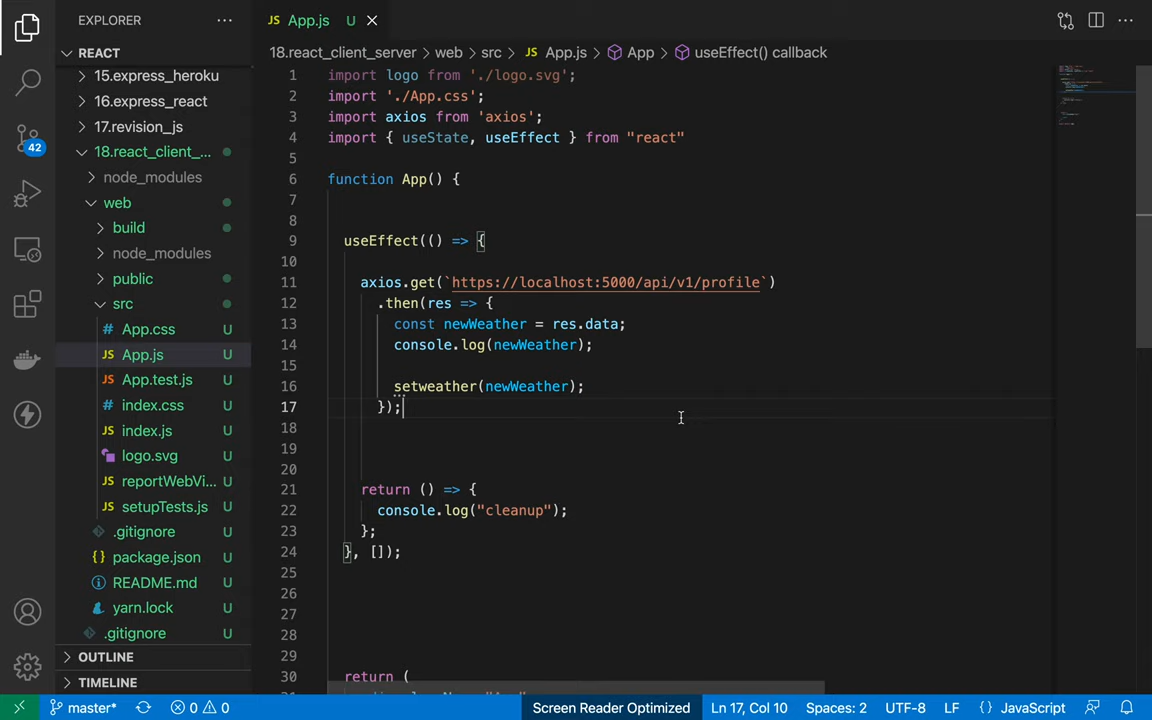 EXPLORER
REACT
15.express_heroku
16.express_react
17.revision_js
18.react_client_...
node_modules
web
build
node_modules
public
src
# App.css U
JS App.js U
JS App.test.js U
# index.css U
JS index.js U
logo.svg U
JS reportWebVi... U
JS setupTests.js U
.gitignore U
{} package.json U
README.md U
yarn.lock U
.gitignore U
OUTLINE
TIMELINE
42
JS App.js U
18.react_client_server > web > src > JS App.js > App > useEffect() callback
1 import logo from './logo.svg';
2 import './App.css';
3 import axios from 'axios';
4 import { useState, useEffect } from "react"
5
6 function App() {
7
8
9 useEffect(() => {
10
11 axios.get(`https://localhost:5000/api/v1/profile`)
12 .then(res => {
13 const newWeather = res.data;
14 console.log(newWeather);
15
16 setweather(newWeather);
17 });
18
19
20
21 return () => {
22 console.log("cleanup");
23 };
24 }, []);
25
26
27
28
29
30 return (
master* 0 0 Screen Reader Optimized Ln 17, Col 10 Spaces: 2 UTF-8 LF {} JavaScript